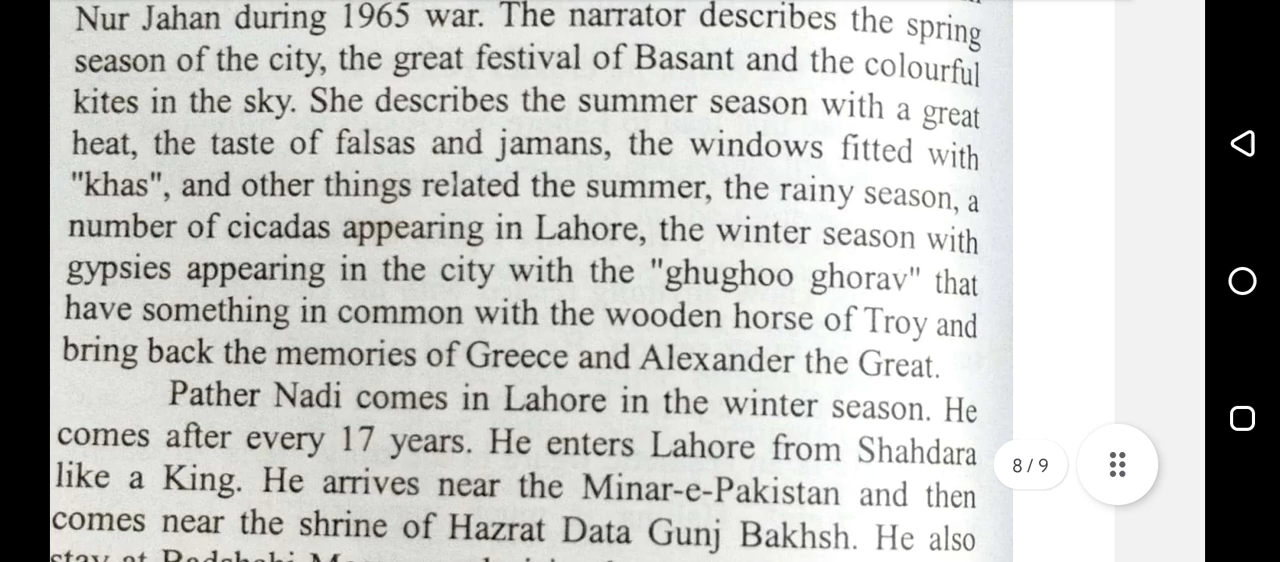 Nur Jahan during 1965 war. The narrator describes the spring
season of the city, the great festival of Basant and the colourful
kites in the sky. She describes the summer season with a great
heat, the taste of falsas and jamans, the windows fitted with
"khas", and other things related the summer, the rainy season, a
number of cicadas appearing in Lahore, the winter season with
gypsies appearing in the city with the "ghughoo ghorav" that
have something in common with the wooden horse of Troy and
bring back the memories of Greece and Alexander the Great.
Pather Nadi comes in Lahore in the winter season. He
comes after every 17 years. He enters Lahore from Shahdara
like a King. He arrives near the Minar-e-Pakistan and then
comes near the shrine of Hazrat Data Gunj Bakhsh. He also
stay at Badshahi
8 / 9